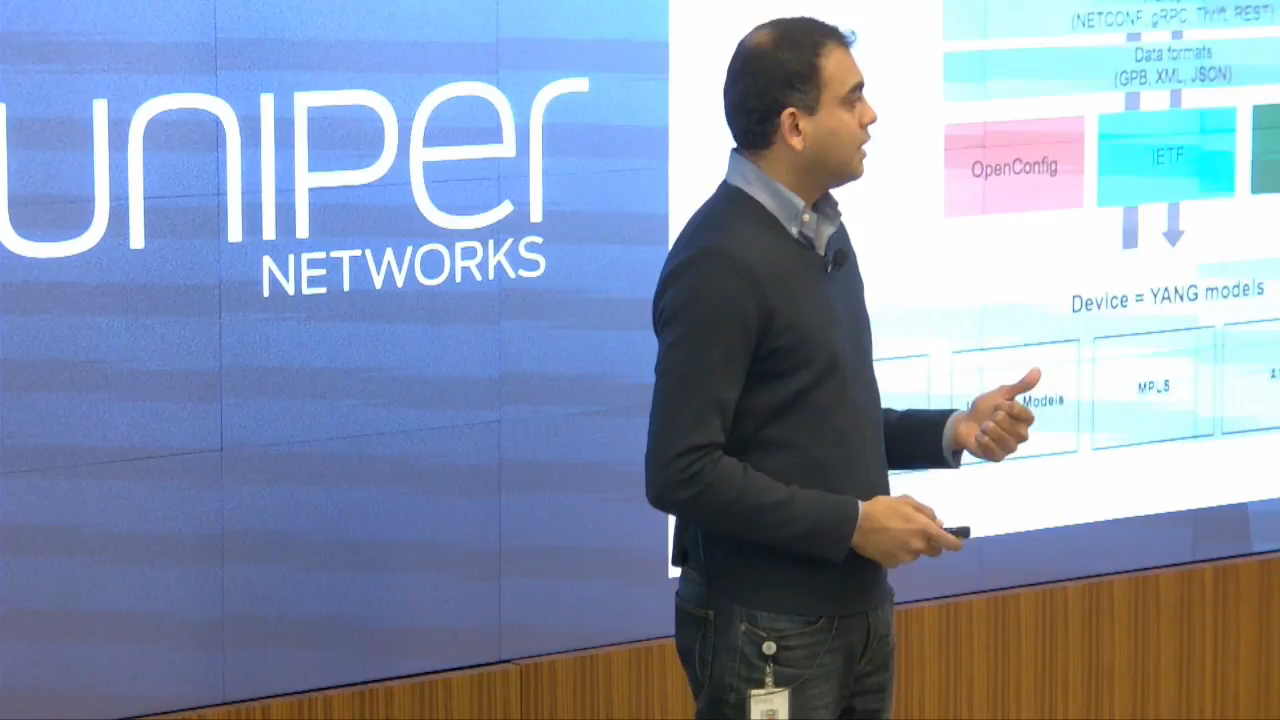 uniper
NETWORKS
(NETCONF, gRPC, Thrift, REST)
Data formats
(GPB, XML, JSON)
OpenConfig
IETF
Device = YANG models
Models
MPLS